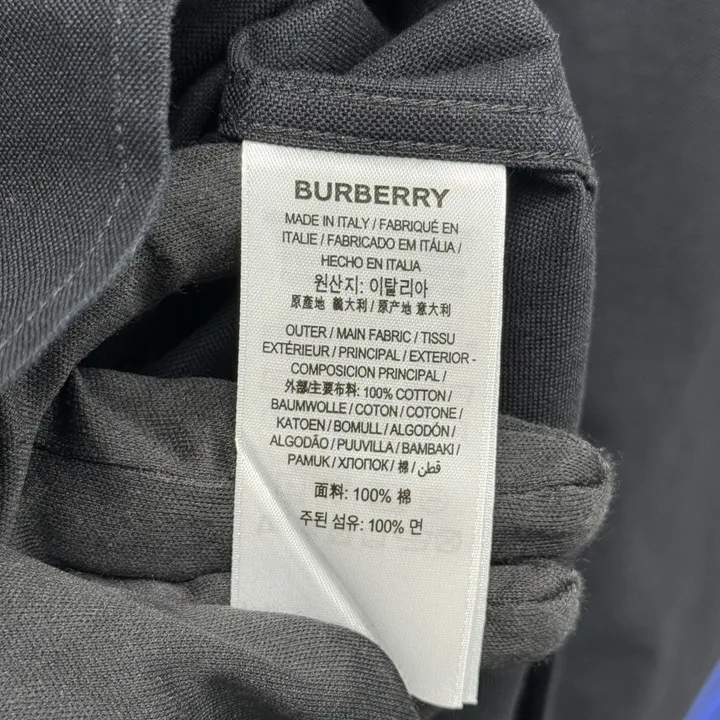 BURBERRY
MADE IN ITALY / FABRIQUÉ EN
ITALIE / FABRICADO EM ITÁLIA /
HECHO EN ITALIA
원산지: 이탈리아
原產地 義大利 / 原产地 意大利
OUTER / MAIN FABRIC / TISSU
EXTÉRIEUR / PRINCIPAL / EXTERIOR -
COMPOSICION PRINCIPAL /
外部/主要布料: 100% COTTON /
BAUMWOLLE / COTON / COTONE /
KATOEN / BOMULL / ALGODÓN /
ALGODÃO / PUUVILLA / BAMBAKI /
PAMUK / ХЛОПОК / 棉 / قطن
面料: 100% 棉
주된 섬유: 100% 면